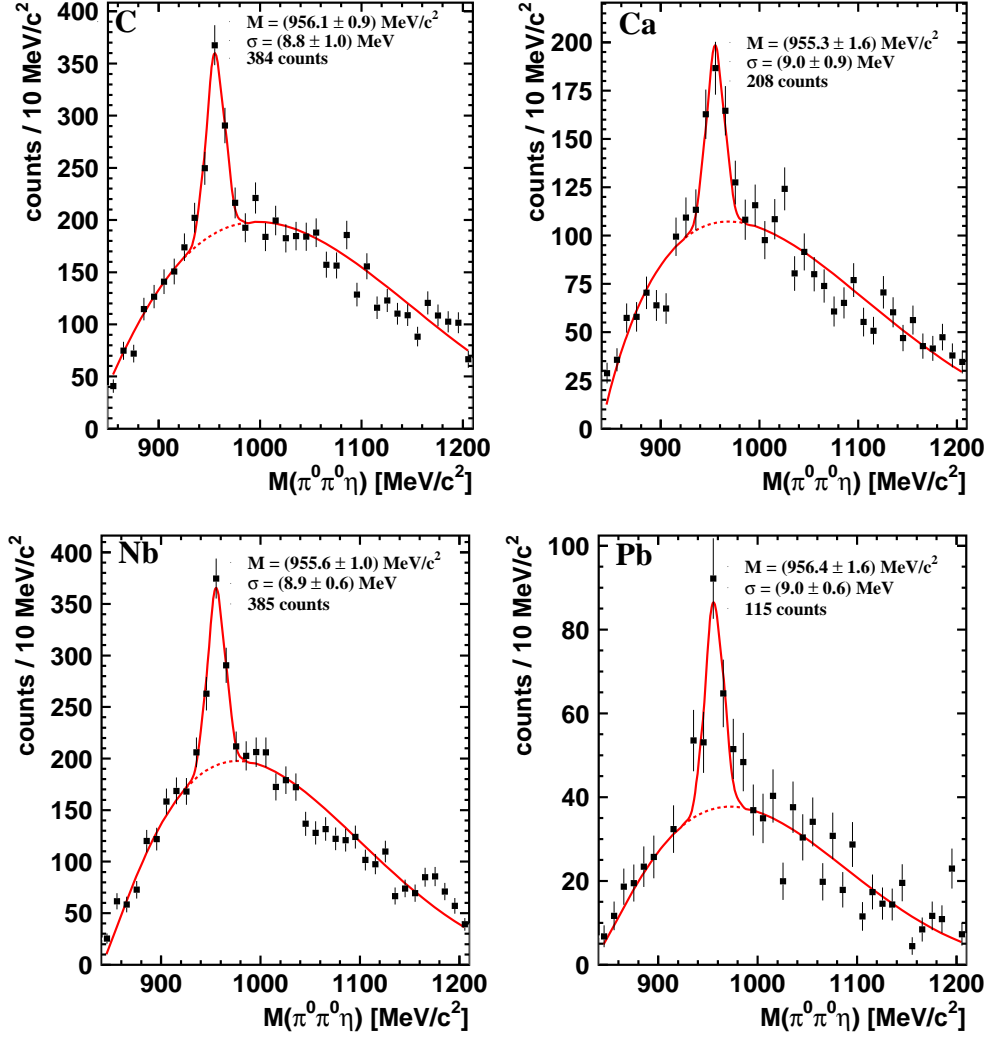 C
M = (956.1 ± 0.9) MeV/c²
σ = (8.8 ± 1.0) MeV
384 counts
counts / 10 MeV/c²
400
350
300
250
200
150
100
50
0
900
1000
1100
1200
M(π⁰π⁰η) [MeV/c²]
Ca
M = (955.3 ± 1.6) MeV/c²
σ = (9.0 ± 0.9) MeV
208 counts
counts / 10 MeV/c²
200
175
150
125
100
75
50
25
0
900
1000
1100
1200
M(π⁰π⁰η) [MeV/c²]
Nb
M = (955.6 ± 1.0) MeV/c²
σ = (8.9 ± 0.6) MeV
385 counts
counts / 10 MeV/c²
400
350
300
250
200
150
100
50
0
900
1000
1100
1200
M(π⁰π⁰η) [MeV/c²]
Pb
M = (956.4 ± 1.6) MeV/c²
σ = (9.0 ± 0.6) MeV
115 counts
counts / 10 MeV/c²
100
80
60
40
20
0
900
1000
1100
1200
M(π⁰π⁰η) [MeV/c²]